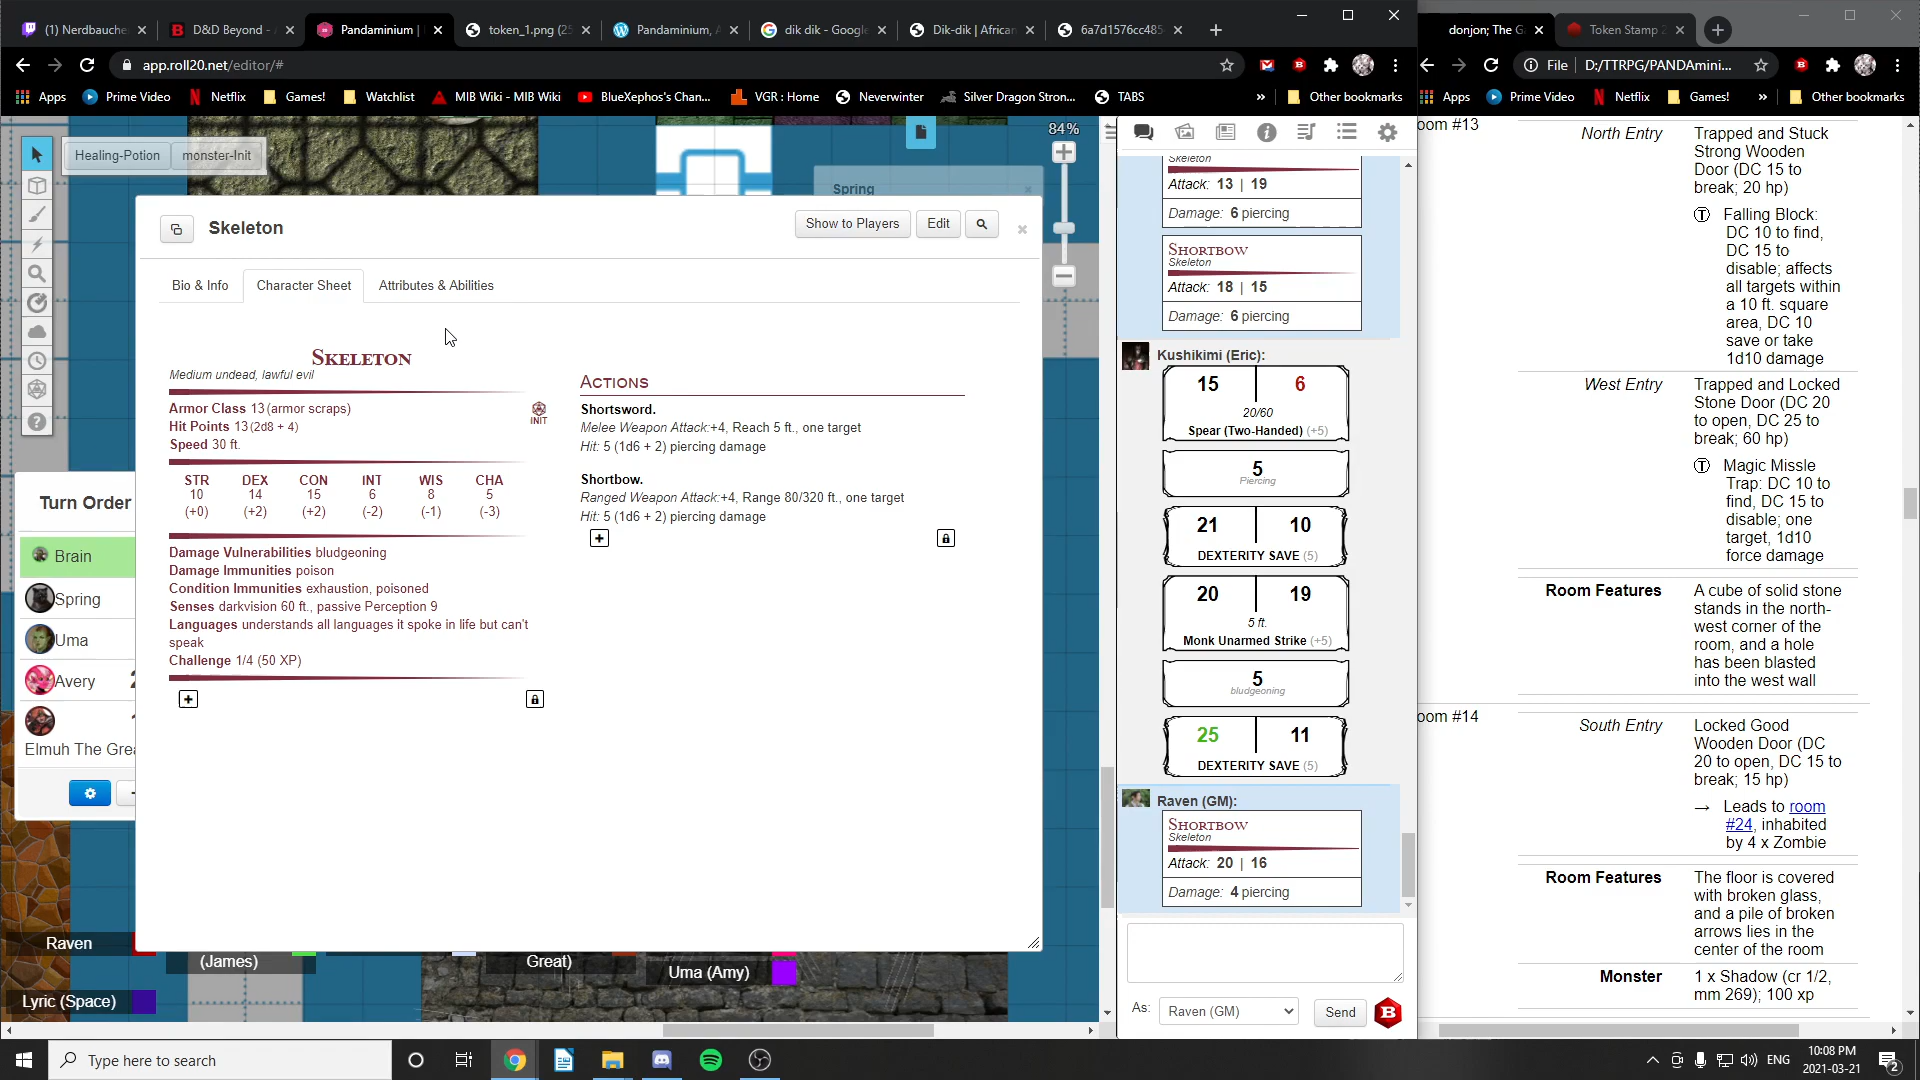 (1) Nerdbauche
D&D Beyond -
Pandaminium |
token_1.png (25
Pandaminium, A
dik dik - Google
Dik-dik | African
6a7d1576cc485
donjon; The G
Token Stamp 2
app.roll20.net/editor/#
File | D:/TTRPG/PANDAmini...
Apps
Prime Video
Netflix
Games!
Watchlist
MIB Wiki - MIB Wiki
BlueXephos's Chan...
VGR : Home
Neverwinter
Silver Dragon Stron...
TABS
»
Other bookmarks
Apps
Prime Video
Netflix
Games!
»
Other bookmarks
Healing-Potion
monster-Init
84%
Spring
Skeleton
Show to Players
Edit
Bio & Info
Character Sheet
Attributes & Abilities
Skeleton
Medium undead, lawful evil
Armor Class 13 (armor scraps)
Hit Points 13 (2d8 + 4)
Speed 30 ft.
INIT
STR DEX CON INT WIS CHA
10 14 15 6 8 5
(+0) (+2) (+2) (-2) (-1) (-3)
Damage Vulnerabilities bludgeoning
Damage Immunities poison
Condition Immunities exhaustion, poisoned
Senses darkvision 60 ft., passive Perception 9
Languages understands all languages it spoke in life but can't
speak
Challenge 1/4 (50 XP)
Actions
Shortsword.
Melee Weapon Attack:+4, Reach 5 ft., one target
Hit: 5 (1d6 + 2) piercing damage
Shortbow.
Ranged Weapon Attack:+4, Range 80/320 ft., one target
Hit: 5 (1d6 + 2) piercing damage
Turn Order
Brain
Spring
Uma
Avery
Elmuh The Grea
Raven
(James)
Great)
Uma (Amy)
Lyric (Space)
Skeleton
Attack: 13 | 19
Damage: 6 piercing
Shortbow
Skeleton
Attack: 18 | 15
Damage: 6 piercing
Kushikimi (Eric):
15 6
20/60
Spear (Two-Handed) (+5)
5
Piercing
21 10
DEXTERITY SAVE (5)
20 19
5 ft.
Monk Unarmed Strike (+5)
5
bludgeoning
25 11
DEXTERITY SAVE (5)
Raven (GM):
Shortbow
Skeleton
Attack: 20 | 16
Damage: 4 piercing
As:
Raven (GM)
Send
B
oom #13
North Entry
Trapped and Stuck
Strong Wooden
Door (DC 15 to
break; 20 hp)
Ⓣ Falling Block:
DC 10 to find,
DC 15 to
disable; affects
all targets within
a 10 ft. square
area, DC 10
save or take
1d10 damage
West Entry
Trapped and Locked
Stone Door (DC 20
to open, DC 25 to
break; 60 hp)
Ⓣ Magic Missle
Trap: DC 10 to
find, DC 15 to
disable; one
target, 1d10
force damage
Room Features
A cube of solid stone
stands in the north-
west corner of the
room, and a hole
has been blasted
into the west wall
oom #14
South Entry
Locked Good
Wooden Door (DC
20 to open, DC 15 to
break; 15 hp)
→ Leads to room
#24, inhabited
by 4 x Zombie
Room Features
The floor is covered
with broken glass,
and a pile of broken
arrows lies in the
center of the room
Monster
1 x Shadow (cr 1/2,
mm 269); 100 xp
Type here to search
ENG
10:08 PM
2021-03-21
2